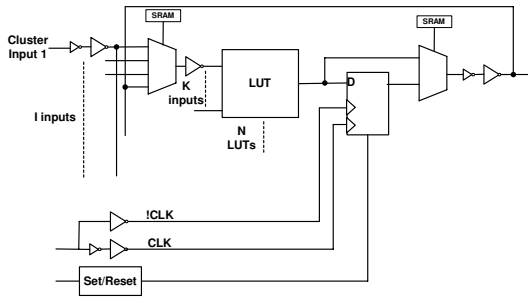 SRAM
SRAM
Cluster
Input 1
I inputs
K
inputs
LUT
D
N
LUTs
!CLK
CLK
Set/Reset